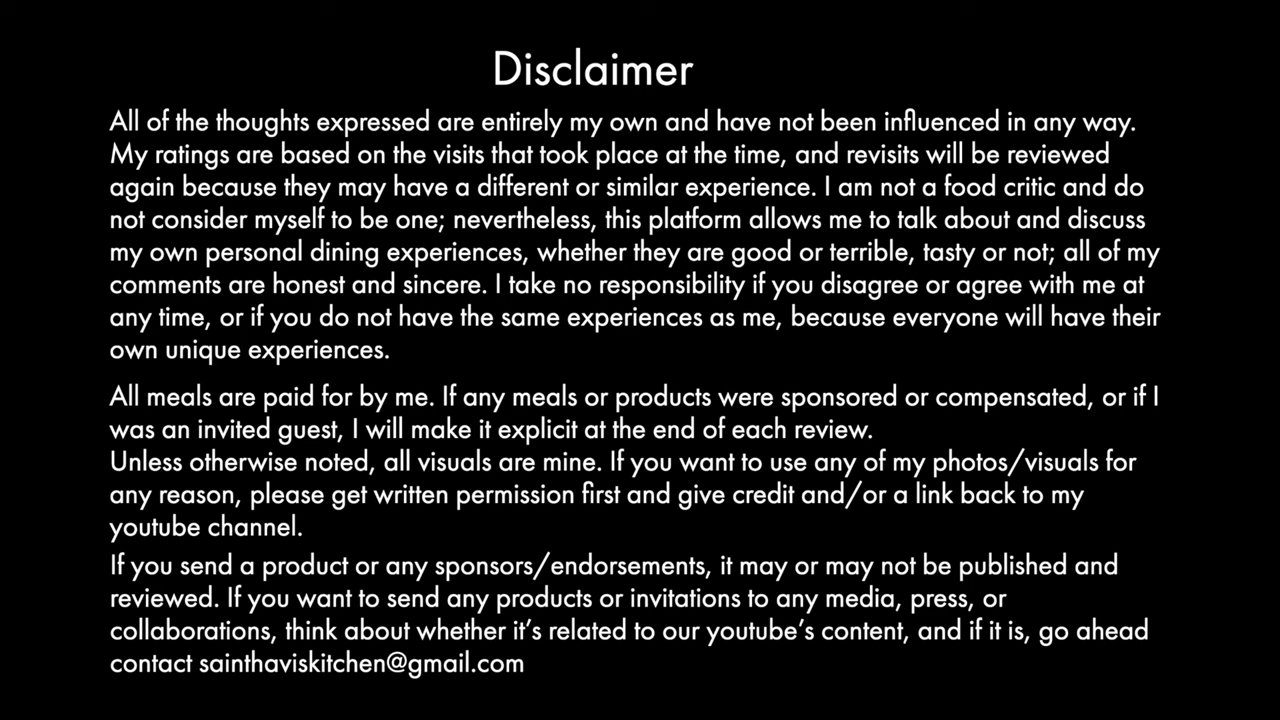 Disclaimer
All of the thoughts expressed are entirely my own and have not been influenced in any way.
My ratings are based on the visits that took place at the time, and revisits will be reviewed
again because they may have a different or similar experience. I am not a food critic and do
not consider myself to be one; nevertheless, this platform allows me to talk about and discuss
my own personal dining experiences, whether they are good or terrible, tasty or not; all of my
comments are honest and sincere. I take no responsibility if you disagree or agree with me at
any time, or if you do not have the same experiences as me, because everyone will have their
own unique experiences.
All meals are paid for by me. If any meals or products were sponsored or compensated, or if I
was an invited guest, I will make it explicit at the end of each review.
Unless otherwise noted, all visuals are mine. If you want to use any of my photos/visuals for
any reason, please get written permission first and give credit and/or a link back to my
youtube channel.
If you send a product or any sponsors/endorsements, it may or may not be published and
reviewed. If you want to send any products or invitations to any media, press, or
collaborations, think about whether it’s related to our youtube’s content, and if it is, go ahead
contact sainthaviskitchen@gmail.com